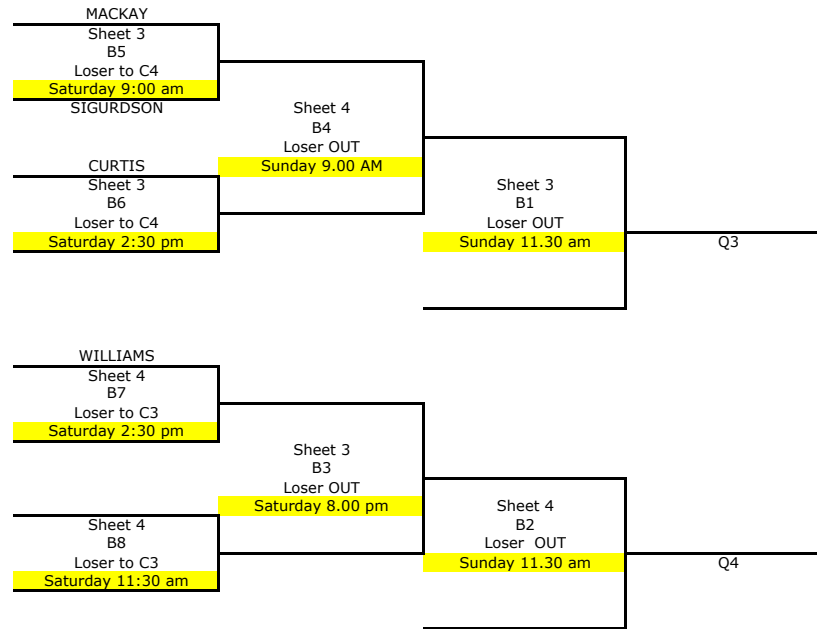 MACKAY
Sheet 3
B5
Loser to C4
Saturday 9:00 am
SIGURDSON
Sheet 4
B4
Loser OUT
Sunday 9.00 AM
CURTIS
Sheet 3
B6
Loser to C4
Saturday 2:30 pm
Sheet 3
B1
Loser OUT
Sunday 11.30 am
Q3
WILLIAMS
Sheet 4
B7
Loser to C3
Saturday 2:30 pm
Sheet 3
B3
Loser OUT
Saturday 8.00 pm
Sheet 4
B8
Loser to C3
Saturday 11:30 am
Sheet 4
B2
Loser  OUT
Sunday 11.30 am
Q4